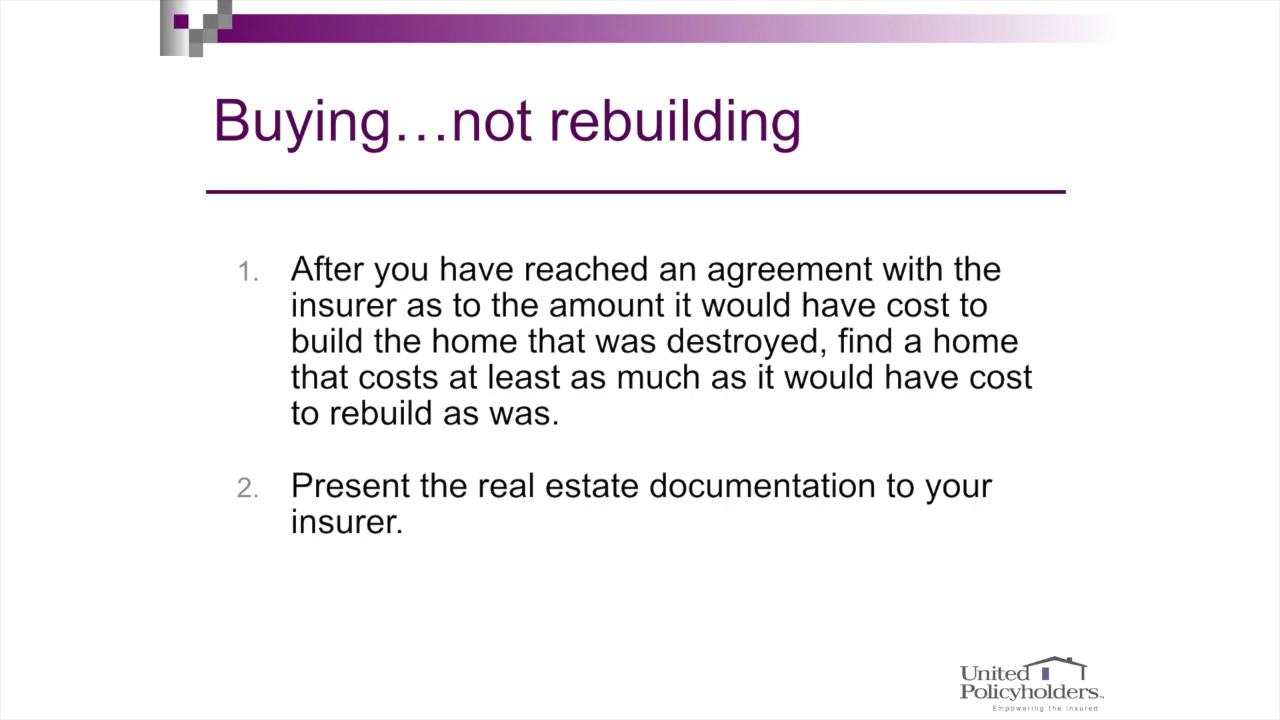 Buying…not rebuilding
1. After you have reached an agreement with the
insurer as to the amount it would have cost to
build the home that was destroyed, find a home
that costs at least as much as it would have cost
to rebuild as was.
2. Present the real estate documentation to your
insurer.
United
Policyholders™
Empowering the Insured